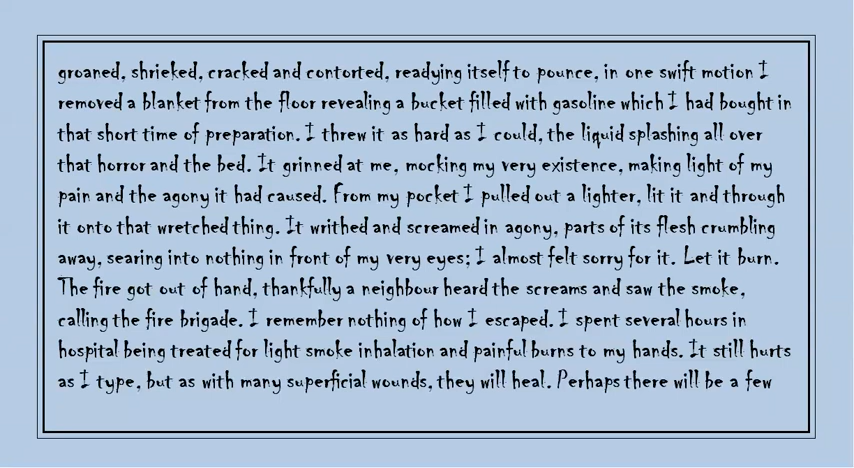 groaned, shrieked, cracked and contorted, readying itself to pounce, in one swift motion I
removed a blanket from the floor revealing a bucket filled with gasoline which I had bought in
that short time of preparation. I threw it as hard as I could, the liquid splashing all over
that horror and the bed. It grinned at me, mocking my very existence, making light of my
pain and the agony it had caused. From my pocket I pulled out a lighter, lit it and through
it onto that wretched thing. It writhed and screamed in agony, parts of its flesh crumbling
away, searing into nothing in front of my very eyes; I almost felt sorry for it. Let it burn.
The fire got out of hand, thankfully a neighbour heard the screams and saw the smoke,
calling the fire brigade. I remember nothing of how I escaped. I spent several hours in
hospital being treated for light smoke inhalation and painful burns to my hands. It still hurts
as I type, but as with many superficial wounds, they will heal. Perhaps there will be a few